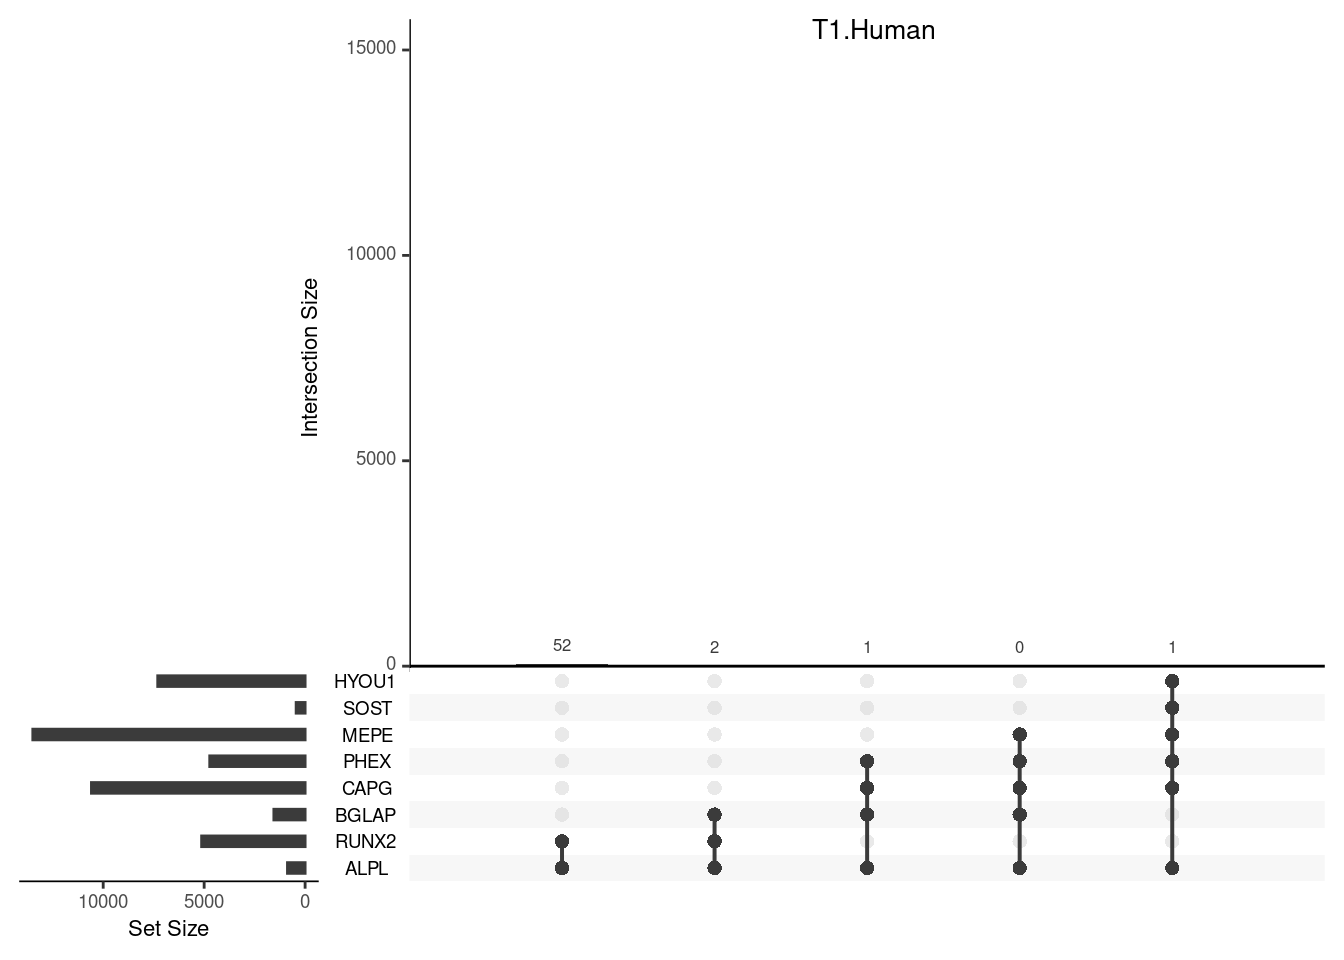 T1.Human
15000
10000
5000
0
Intersection Size
52 2 1 0 1
HYOU1
SOST
MEPE
PHEX
CAPG
BGLAP
RUNX2
ALPL
10000 5000 0
Set Size